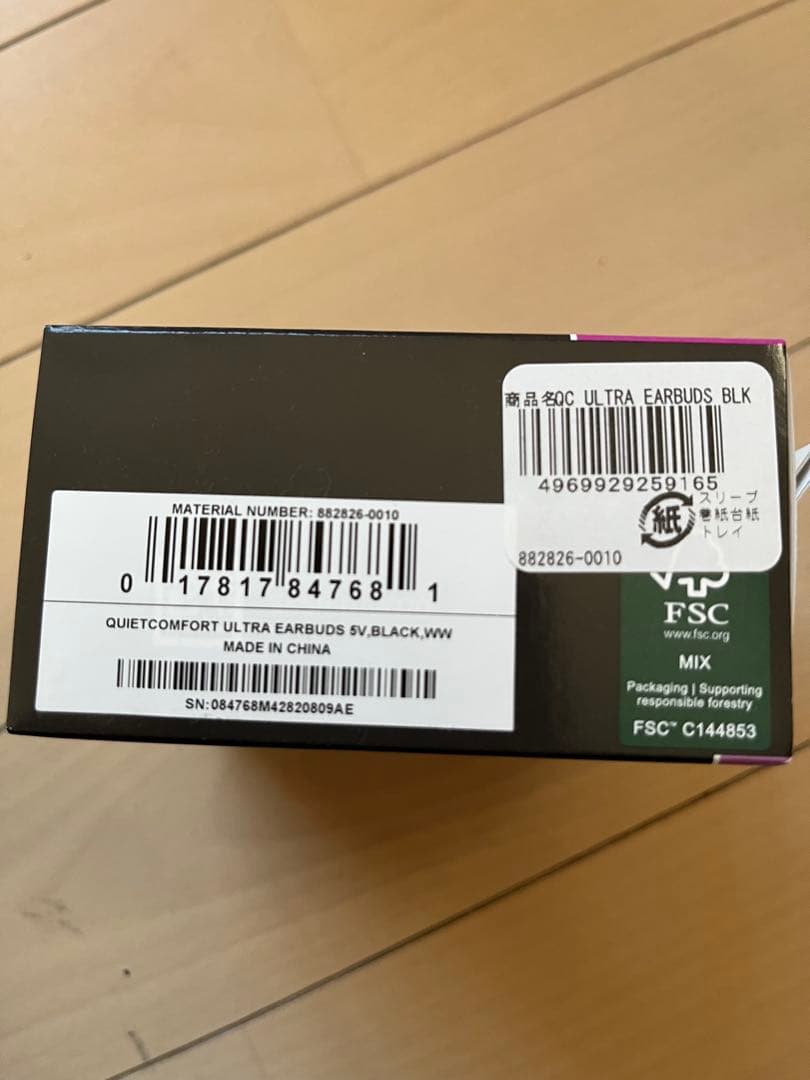 商品名QC ULTRA EARBUDS BLK
4969929259165
紙
スリーブ
巻紙台紙
トレイ
882826-0010
MATERIAL NUMBER: 882826-0010
0 17817 84768 1
QUIETCOMFORT ULTRA EARBUDS 5V,BLACK,WW
MADE IN CHINA
SN:084768M42820809AE
FSC
www.fsc.org
MIX
Packaging | Supporting
responsible forestry
FSC™ C144853